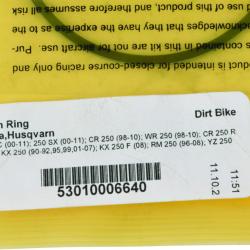 of this product, and therefore assumes all
acknowledges that they have the expertise as to
contained in this kit are not for aircraft use. Pur-
product is intended for closed-course racing and only
Ring
Dirt Bike
Husqvarn
(00-11); 250 SX (00-11); CR 250 (98-10); WR 250 (98-10); CR 250 R
KX 250 (90-92,95,99,01-07); KX 250 F (08); RM 250 (96-08); YZ 250
53010006640
11:51
11.10.2